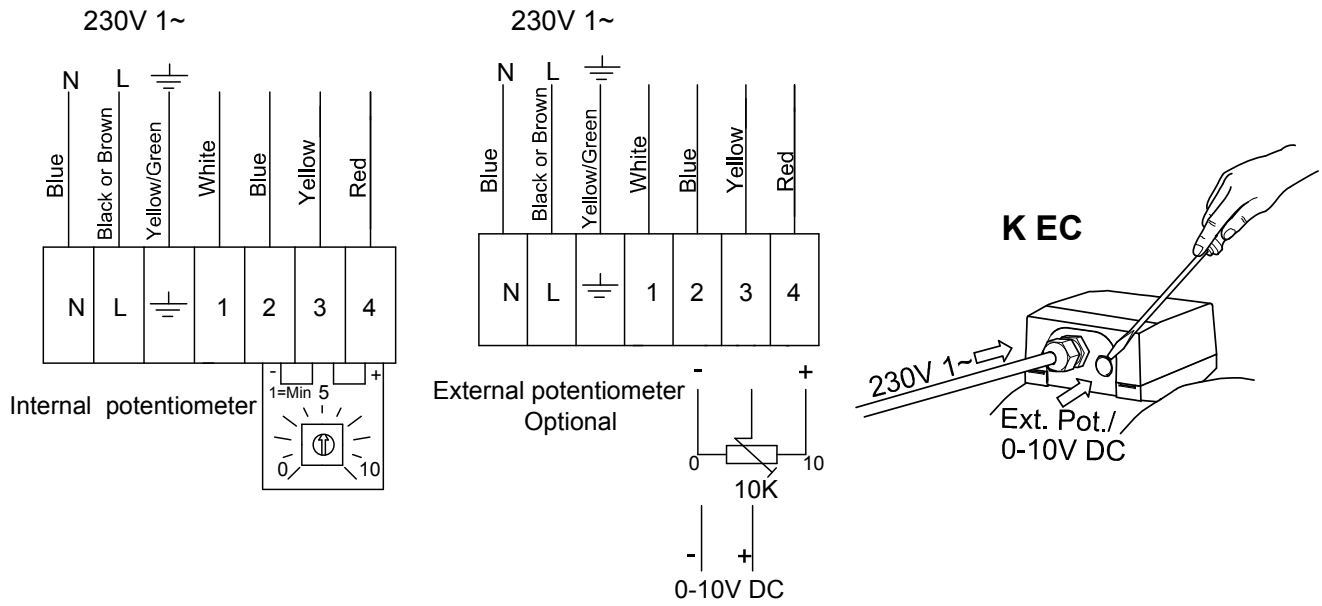 230V 1~
N L
Blue
Black or Brown
Yellow/Green
White
Blue
Yellow
Red
N L 1 2 3 4
- +
1=Min 5
Internal potentiometer
0 10
230V 1~
N L
Blue
Black or Brown
Yellow/Green
White
Blue
Yellow
Red
N L 1 2 3 4
- +
External potentiometer
Optional
0 10
10K
- +
0-10V DC
K EC
230V 1~
Ext. Pot./
0-10V DC